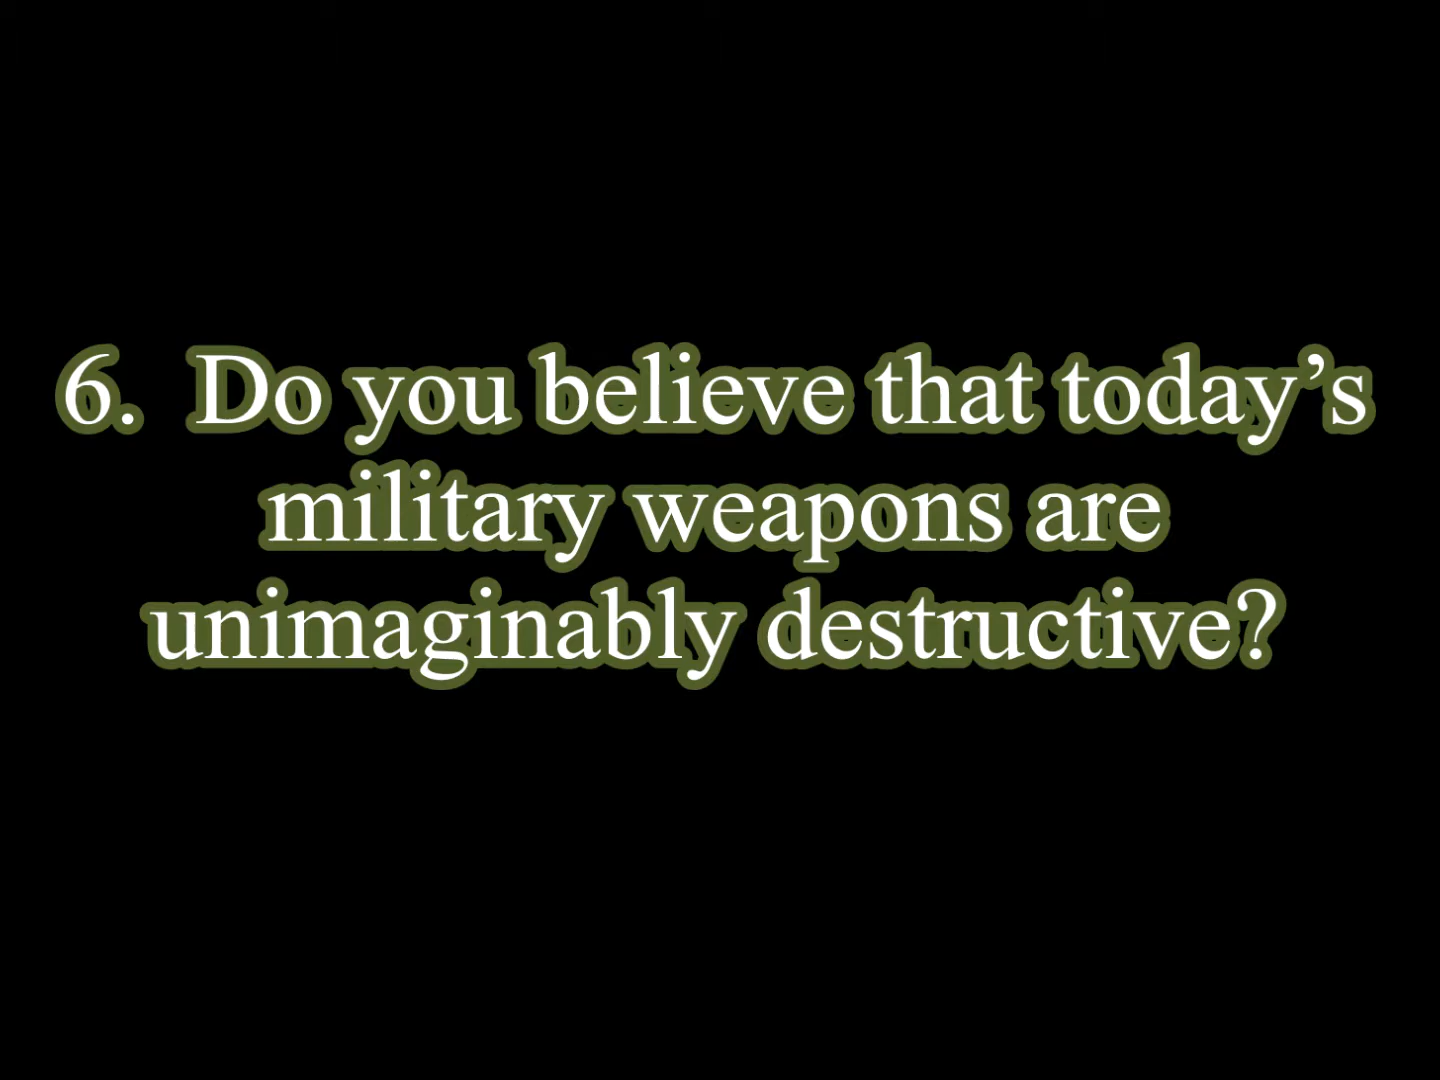 6.  Do you believe that today’s
military weapons are
unimaginably destructive?